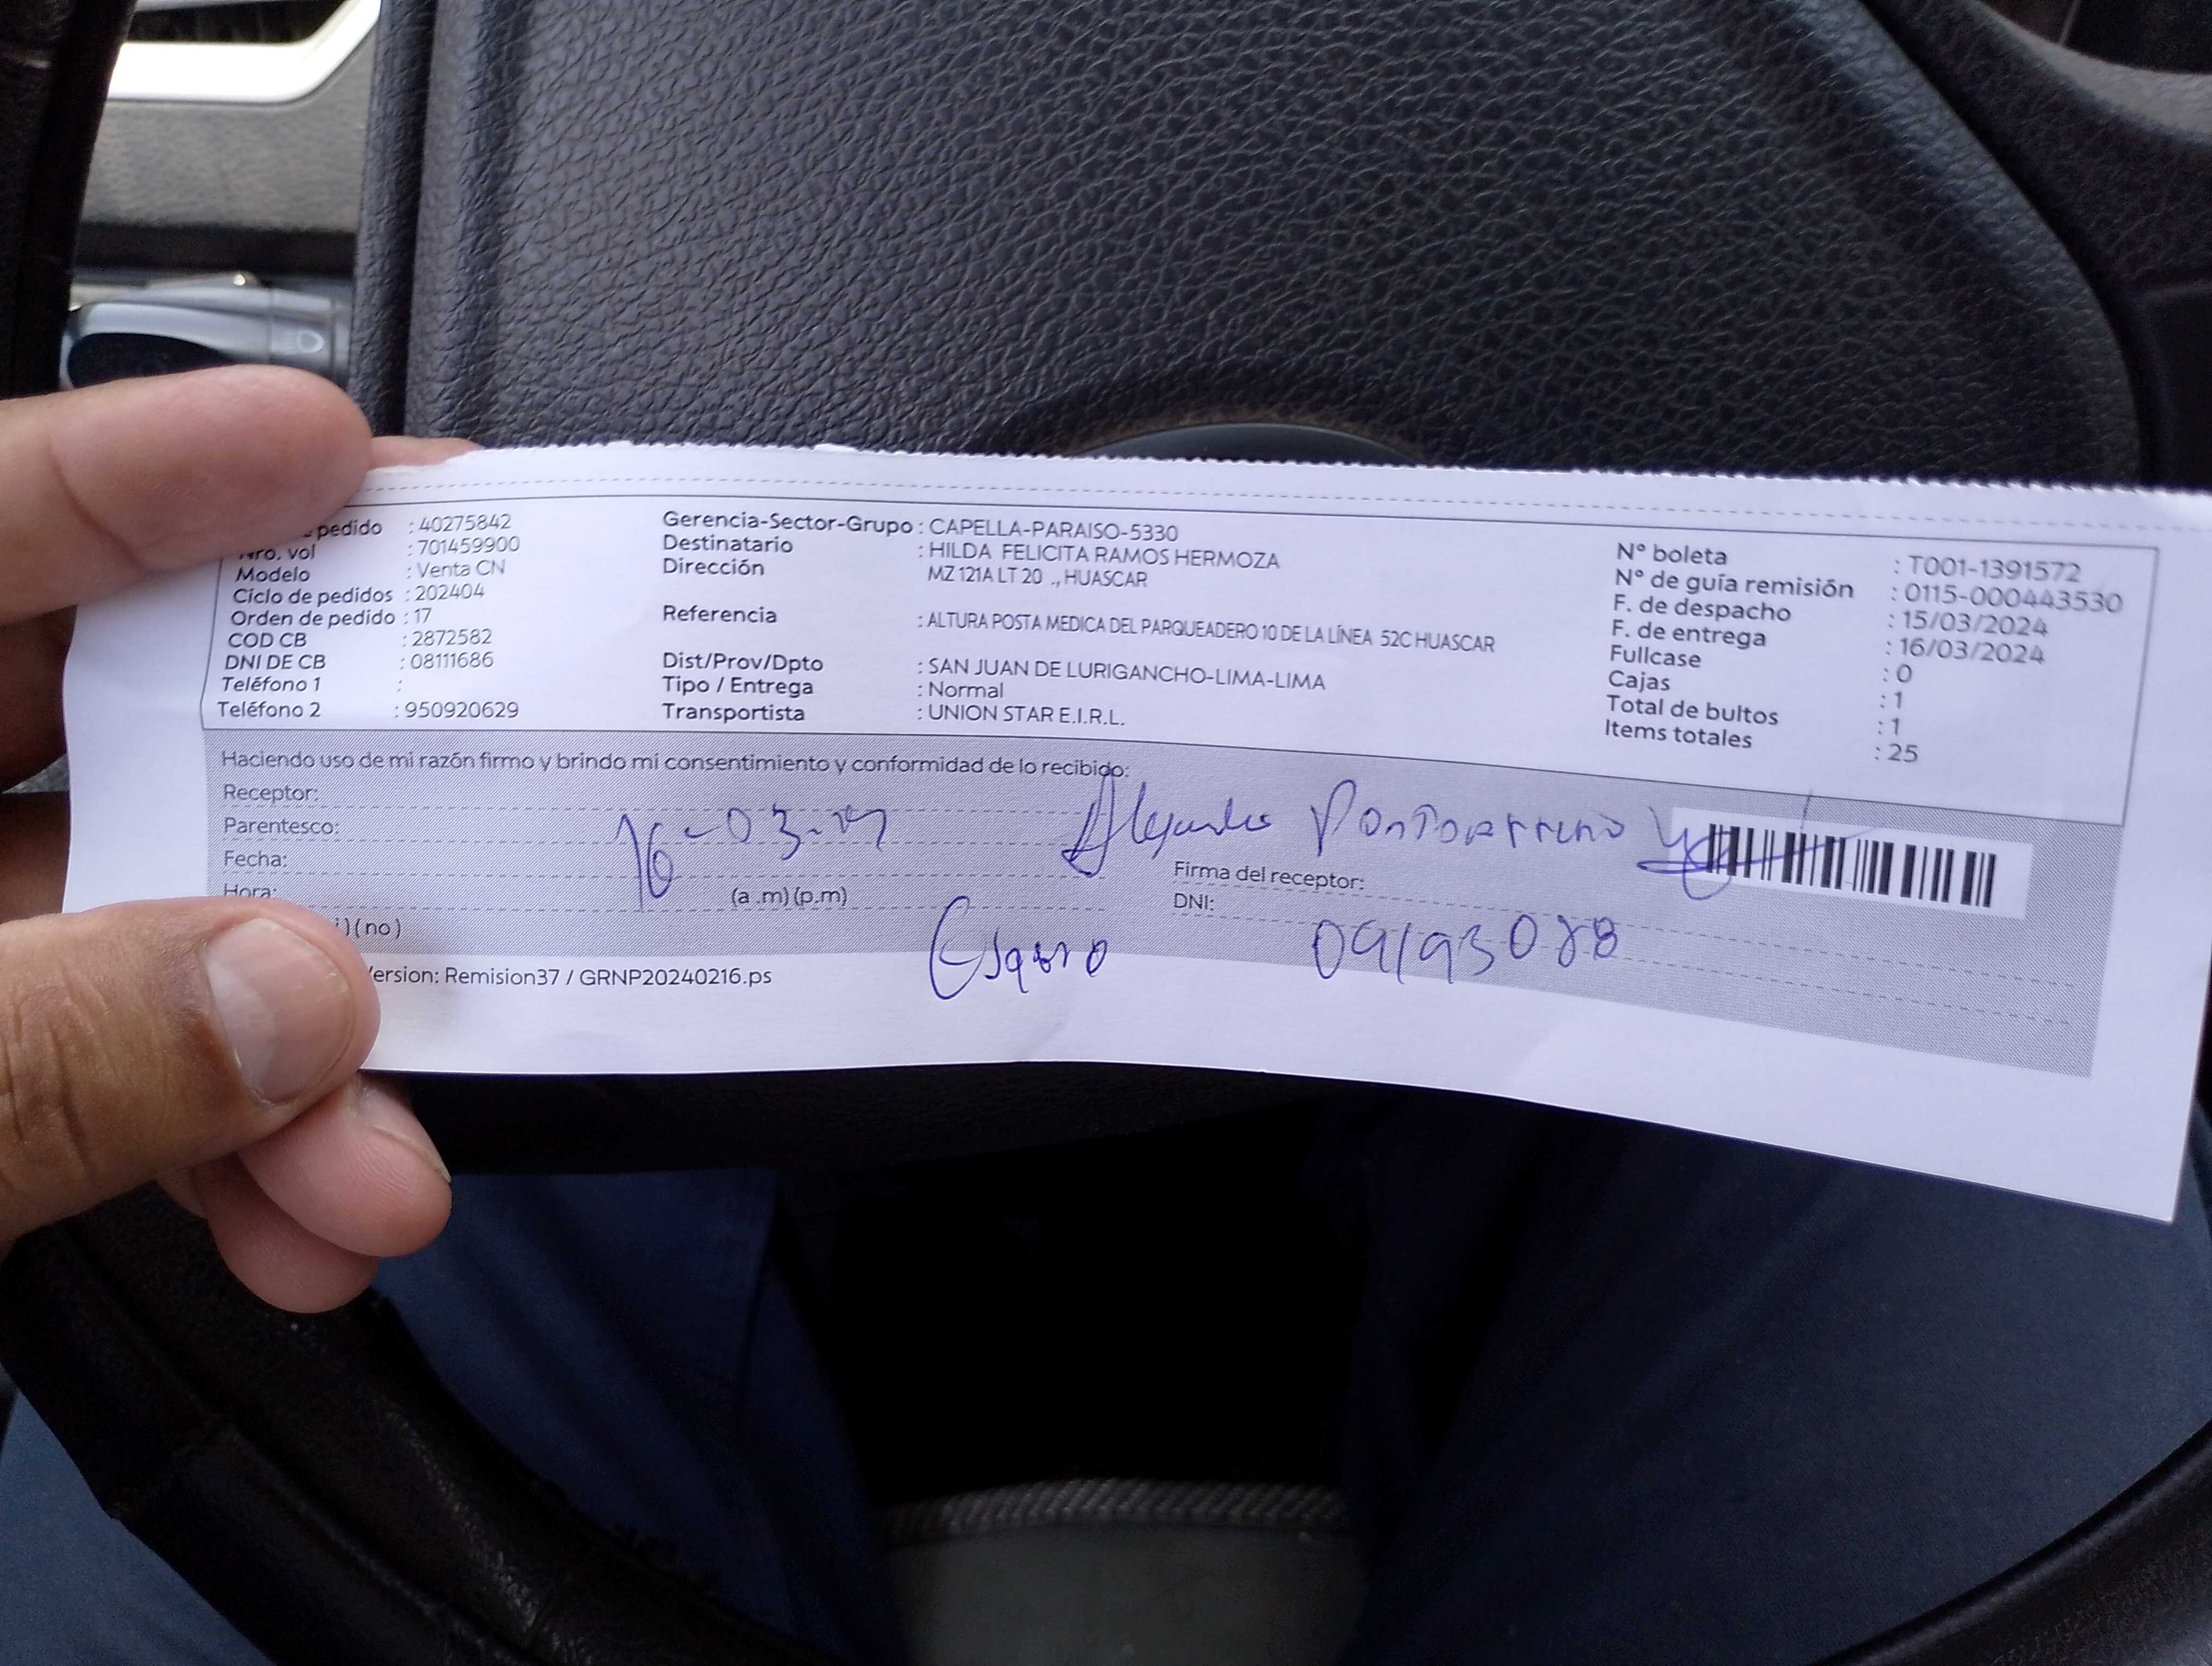 pedido : 40275842
Nro. vol : 701459900
Modelo : Venta CN
Ciclo de pedidos : 202404
Orden de pedido : 17
COD CB : 2872582
DNI DE CB : 08111686
Teléfono 1 :
Teléfono 2 : 950920629
Gerencia-Sector-Grupo : CAPELLA-PARAISO-5330
Destinatario : HILDA FELICITA RAMOS HERMOZA
Dirección MZ 121A LT 20 ., HUASCAR
Referencia : ALTURA POSTA MEDICA DEL PARQUEADERO 10 DE LA LÍNEA 52C HUASCAR
Dist/Prov/Dpto : SAN JUAN DE LURIGANCHO-LIMA-LIMA
Tipo / Entrega : Normal
Transportista : UNION STAR E.I.R.L.
N° boleta : T001-1391572
N° de guía remisión : 0115-000443530
F. de despacho : 15/03/2024
F. de entrega : 16/03/2024
Fullcase : 0
Cajas : 1
Total de bultos : 1
Items totales : 25
Haciendo uso de mi razón firmo y brindo mi consentimiento y conformidad de lo recibido:
Receptor:
Parentesco:
Fecha: 16-03-24
Hora: (a .m) (p.m)
)(no)
Firma del receptor:
DNI: 09193088
Version: Remision37 / GRNP20240216.ps